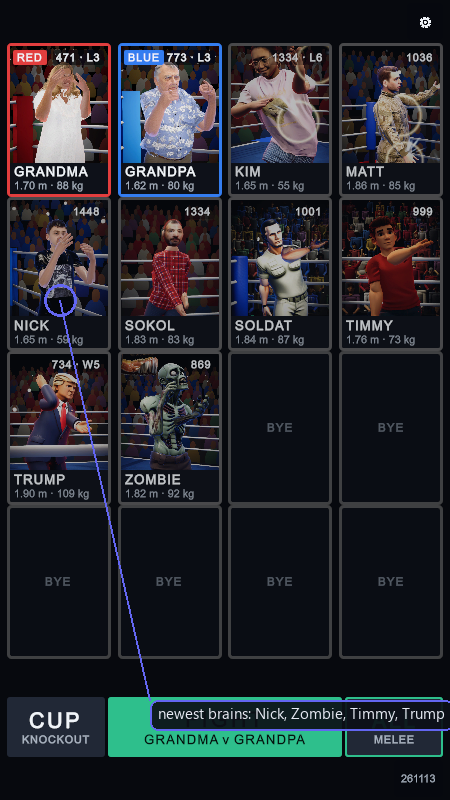 RED 471 · L3
BLUE 773 · L3
1334 · L6
1036
GRANDMA
1.70 m · 88 kg
GRANDPA
1.62 m · 80 kg
KIM
1.65 m · 55 kg
MATT
1.86 m · 85 kg
1448
1334
1001
999
NICK
1.65 m · 59 kg
SOKOL
1.83 m · 83 kg
SOLDAT
1.84 m · 87 kg
TIMMY
1.76 m · 73 kg
734 · W5
869
BYE
BYE
TRUMP
1.90 m · 109 kg
ZOMBIE
1.82 m · 92 kg
BYE
BYE
BYE
BYE
newest brains: Nick, Zombie, Timmy, Trump
CUP
KNOCKOUT
GRANDMA v GRANDPA
MELEE
261113